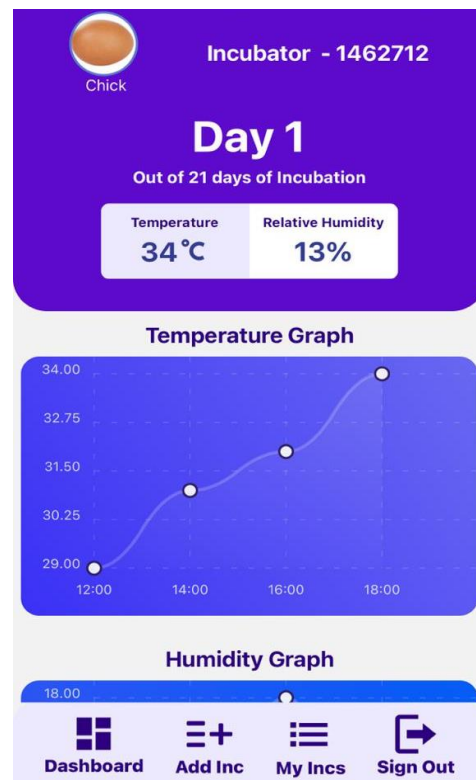 Incubator - 1462712
Chick
Day 1
Out of 21 days of Incubation
Temperature Relative Humidity
34°C 13%
Temperature Graph
34.00
32.75
31.50
30.25
29.00
12:00 14:00 16:00 18:00
Humidity Graph
18.00
Dashboard Add Inc My Incs Sign Out